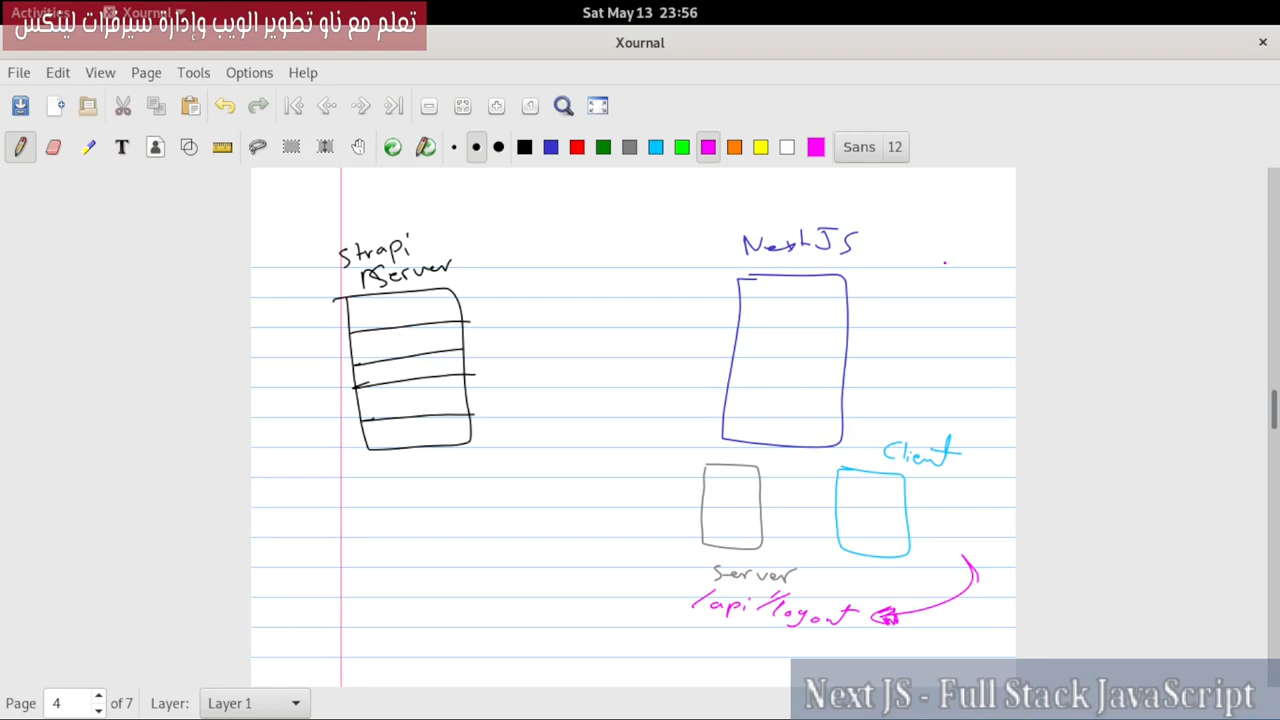 Activities Xournal Sat May 13 23:56
تعلم مع ناو تطوير الويب وإدارة سيرفرات لينكس
Xournal
File Edit View Page Tools Options Help
Sans 12
Strapi
Server
NextJS
Client
Server
/api/logout
Page 4 of 7 Layer: Layer 1
Next JS - Full Stack JavaScript